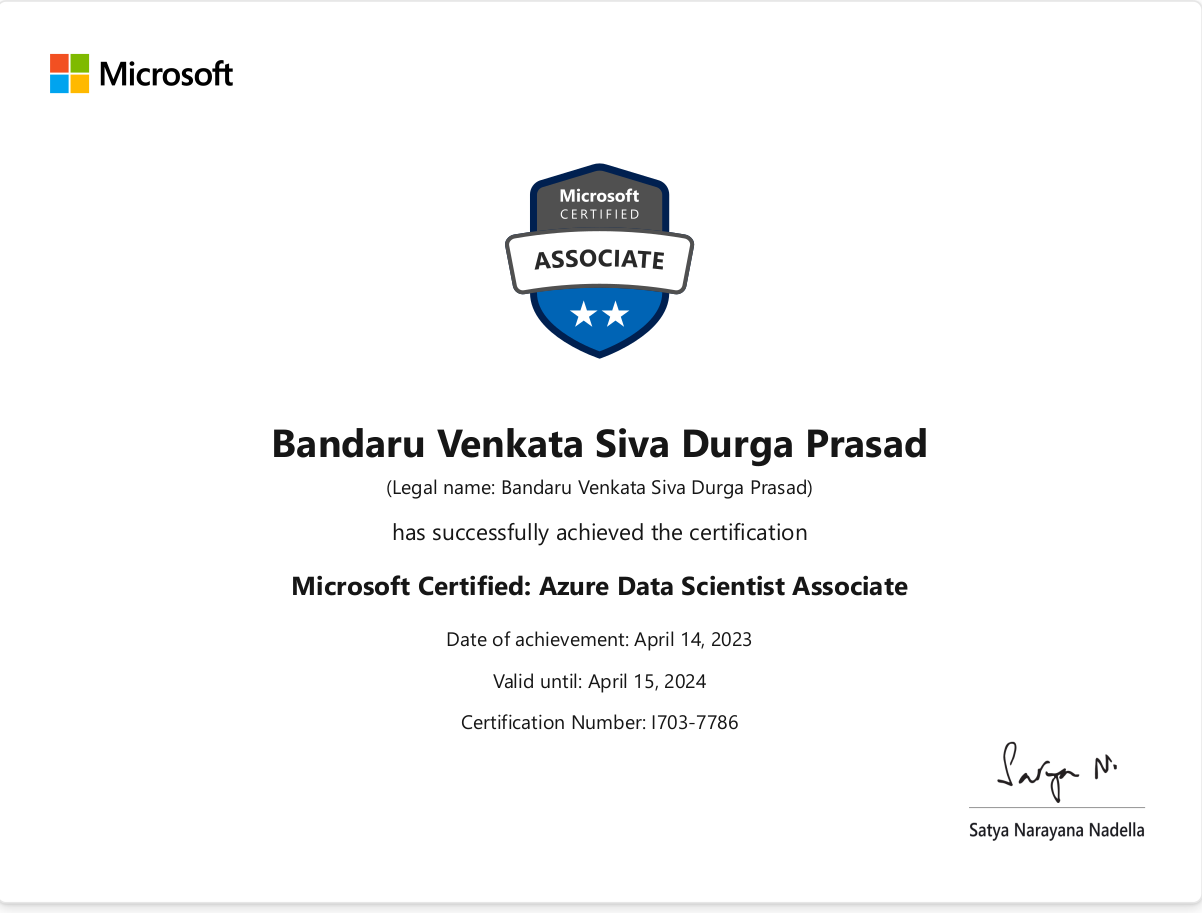 Microsoft
Microsoft
CERTIFIED
ASSOCIATE
Bandaru Venkata Siva Durga Prasad
(Legal name: Bandaru Venkata Siva Durga Prasad)
has successfully achieved the certification
Microsoft Certified: Azure Data Scientist Associate
Date of achievement: April 14, 2023
Valid until: April 15, 2024
Certification Number: I703-7786
Satya N.
Satya Narayana Nadella